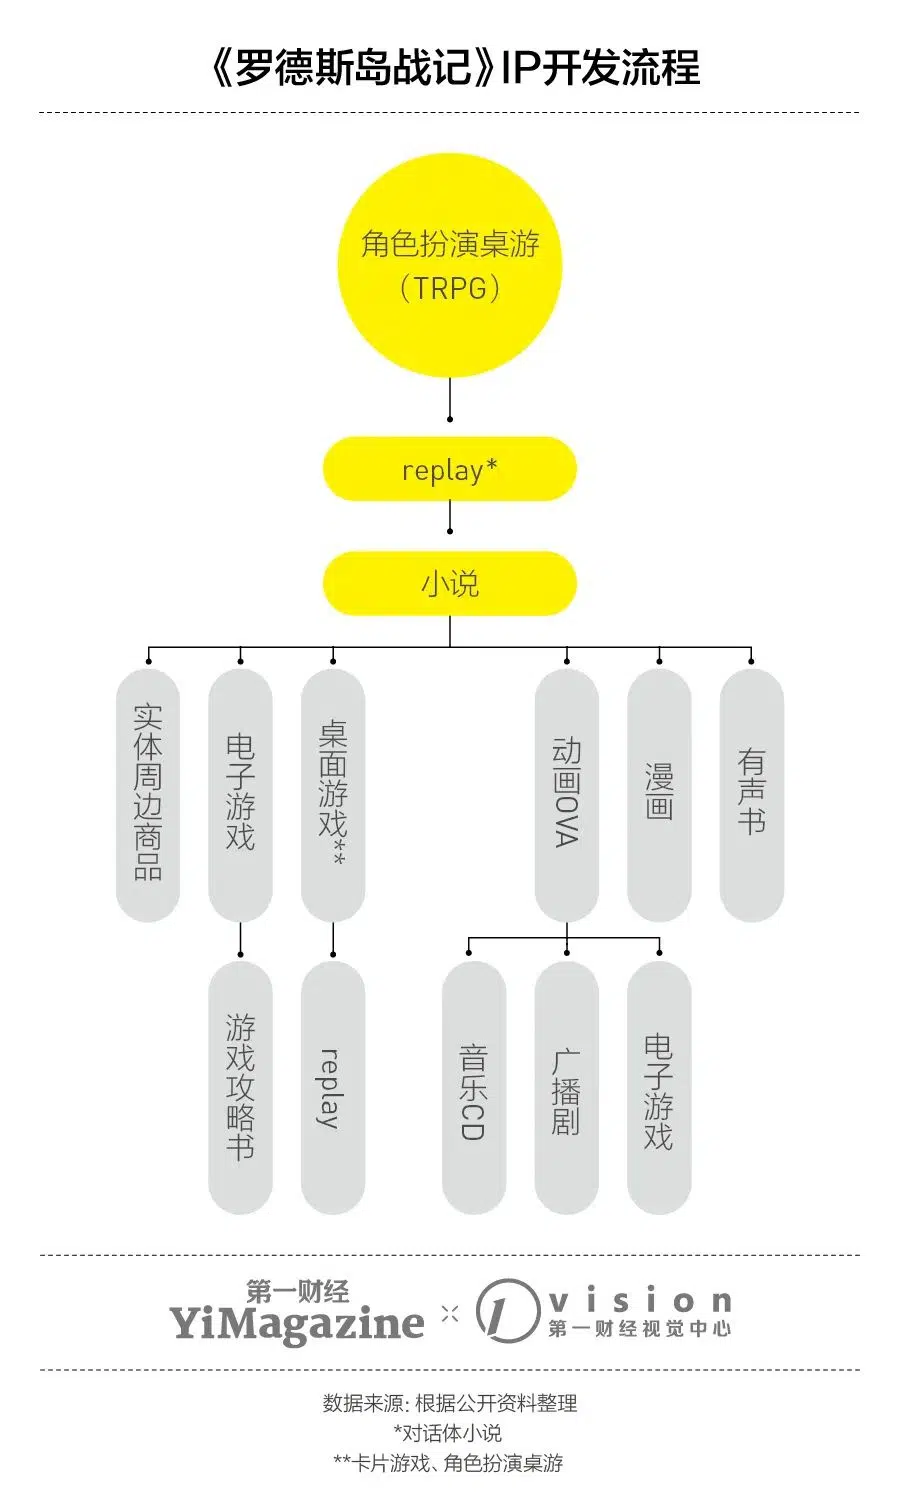 《罗德斯岛战记》IP开发流程
角色扮演桌游
（TRPG）
replay*
小说
实体周边商品
电子游戏
桌面游戏**
动画OVA
漫画
有声书
游戏攻略书
replay
音乐CD
广播剧
电子游戏
第一财经
YiMagazine
vision
第一财经视觉中心
数据来源：根据公开资料整理
*对话体小说
**卡片游戏、角色扮演桌游